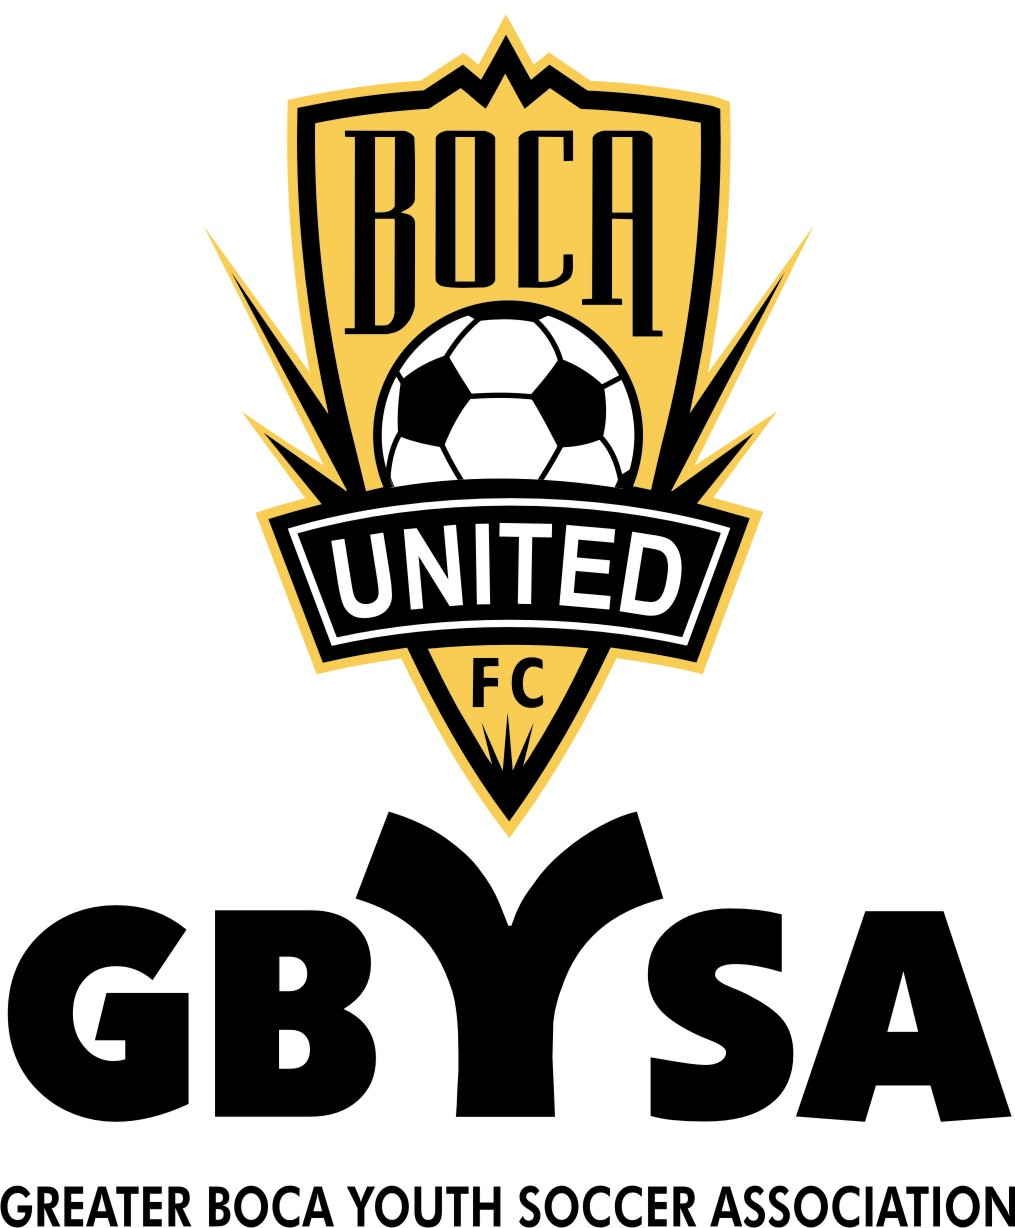 BOCA
UNITED
FC
GBYSA
GREATER BOCA YOUTH SOCCER ASSOCIATION